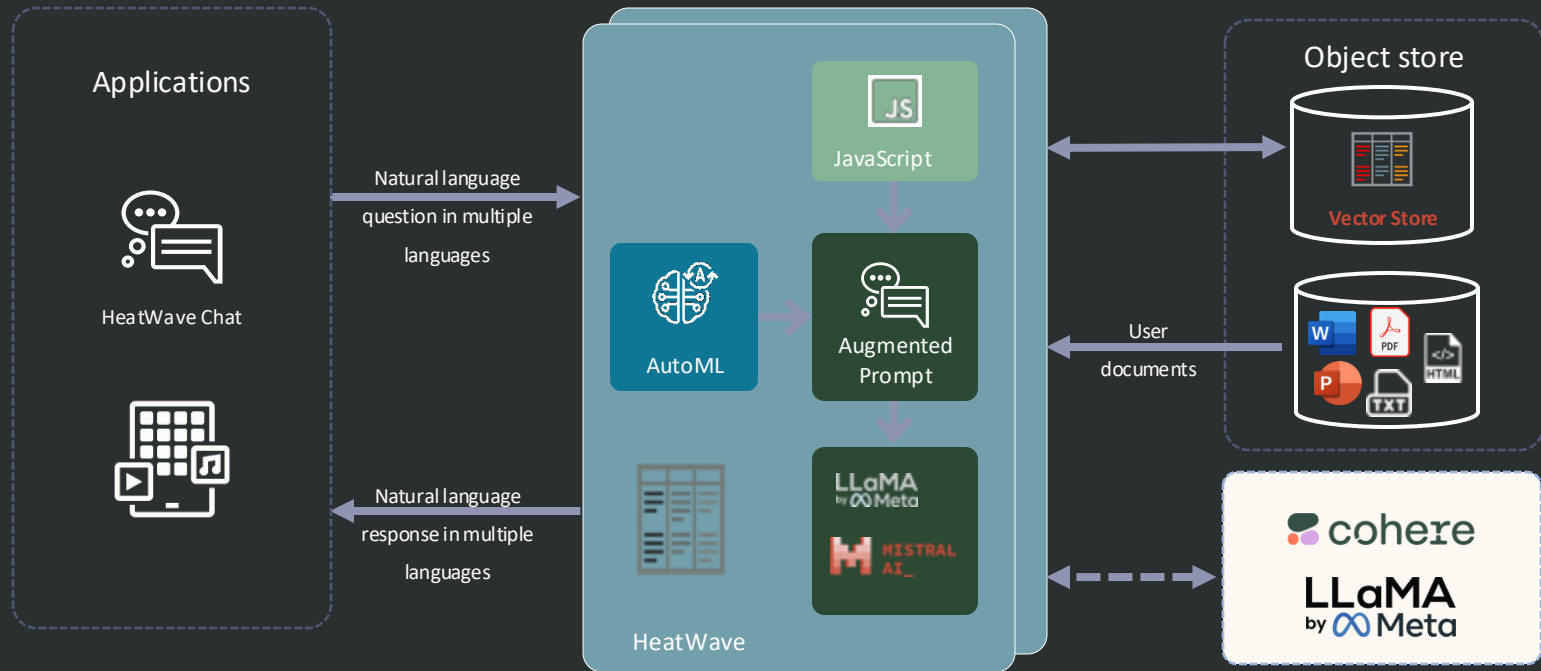 Applications
HeatWave Chat
Natural language
question in multiple
languages
Natural language
response in multiple
languages
JS
JavaScript
A
AutoML
Augmented
Prompt
LLaMA
by Meta
MISTRAL
AI_
HeatWave
Object store
Vector Store
User
documents
W
PDF
</>
HTML
P
TXT
cohere
LLaMA
by Meta